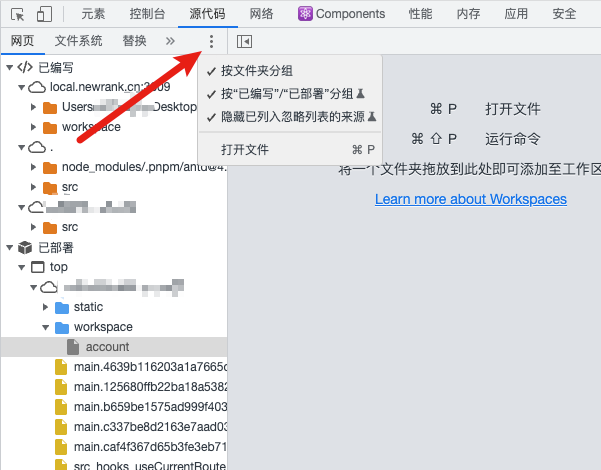 元素 控制台 源代码 网络 Components 性能 内存 应用 安全
网页 文件系统 替换 »
已编写
local.newrank_cn:3009
Users Desktop
workspace
.
node_modules/.pnpm/antd@4.
src
src
已部署
top
static
workspace
account
main.4639b116203a1a7665c
main.125680ffb22ba18a5382
main.b659be1575ad999f403
main.c337be8d2163e7aad03
main.caf4f367d65b3fe3eb71
src_hooks_useCurrentRoute
按文件夹分组
按“已编写”/“已部署”分组
隐藏已列入忽略列表的来源
打开文件 ⌘ P
⌘ P 打开文件
⌘ ⇧ P 运行命令
将一个文件夹拖放到此处即可添加至工作区
Learn more about Workspaces